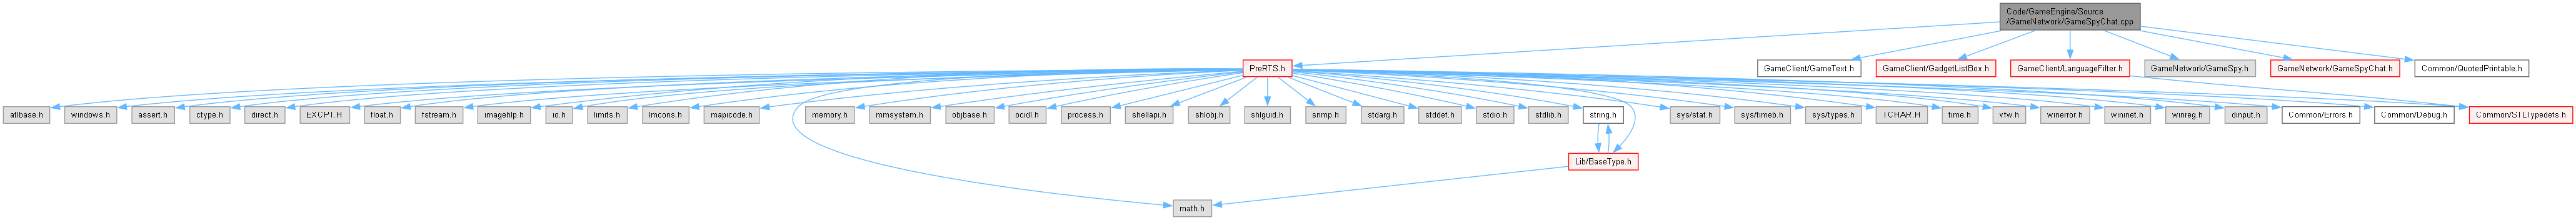 Code/GameEngine/Source
/GameNetwork/GameSpyChat.cpp
PreRTS.h
GameClient/GameText.h
GameClient/GadgetListBox.h
GameClient/LanguageFilter.h
GameNetwork/GameSpy.h
GameNetwork/GameSpyChat.h
Common/QuotedPrintable.h
atlbase.h
windows.h
assert.h
ctype.h
direct.h
EXCPT.H
float.h
fstream.h
imagehlp.h
io.h
limits.h
lmcons.h
mapicode.h
memory.h
mmsystem.h
objbase.h
ocidl.h
process.h
shellapi.h
shlobj.h
shlguid.h
snmp.h
stdarg.h
stddef.h
stdio.h
stdlib.h
string.h
sys/stat.h
sys/timeb.h
sys/types.h
TCHAR.H
time.h
vfw.h
winerror.h
wininet.h
winreg.h
dinput.h
Common/Errors.h
Common/Debug.h
Common/STLTypedefs.h
Lib/BaseType.h
math.h